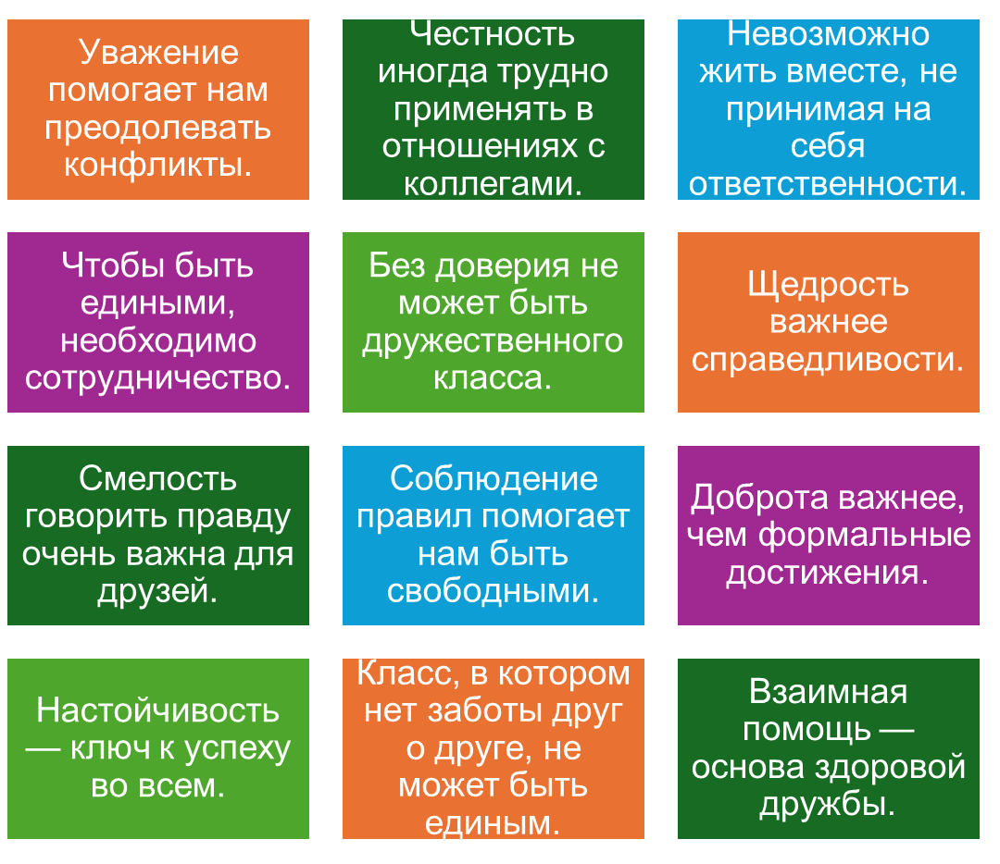 Уважение
помогает нам
преодолевать
конфликты.
Честность
иногда трудно
применять в
отношениях с
коллегами.
Невозможно
жить вместе, не
принимая на
себя
ответственности.
Чтобы быть
едиными,
необходимо
сотрудничество.
Без доверия не
может быть
дружественного
класса.
Щедрость
важнее
справедливости.
Смелость
говорить правду
очень важна для
друзей.
Соблюдение
правил помогает
нам быть
свободными.
Доброта важнее,
чем формальные
достижения.
Настойчивость
— ключ к успеху
во всем.
Класс, в котором
нет заботы друг
о друге, не
может быть
единым.
Взаимная
помощь —
основа здоровой
дружбы.